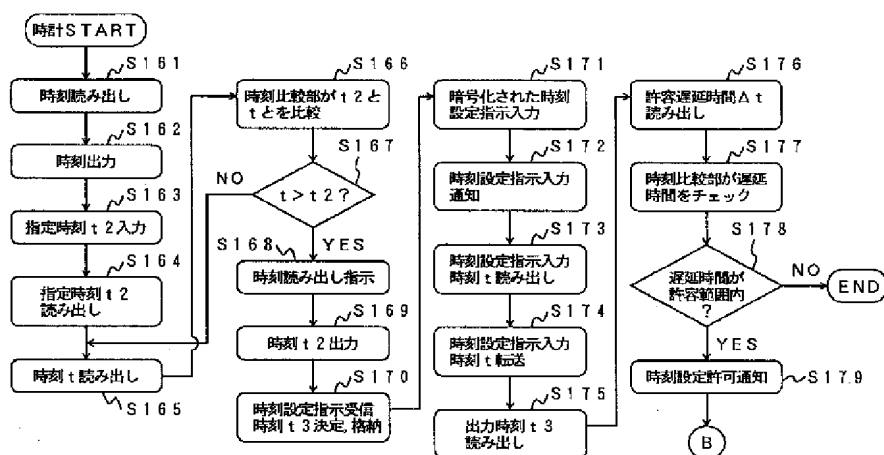 時計START
S161
時刻読み出し
S162
時刻出力
S163
指定時刻t2入力
S164
指定時刻t2
読み出し
時刻t読み出し
S165
S166
時刻比較部がt2と
tとを比較
S167
NO
t>t2?
YES
S168
時刻読み出し指示
S169
時刻t2出力
S170
時刻設定指示受信
時刻t3決定,格納
S171
暗号化された時刻
設定指示入力
S172
時刻設定指示入力
通知
S173
時刻設定指示入力
時刻t読み出し
S174
時刻設定指示入力
時刻t転送
S175
出力時刻t3
読み出し
S176
許容遅延時間Δt
読み出し
S177
時刻比較部が遅延
時間をチェック
S178
遅延時間が
許容範囲内
?
NO
END
YES
時刻設定許可通知
S179
B